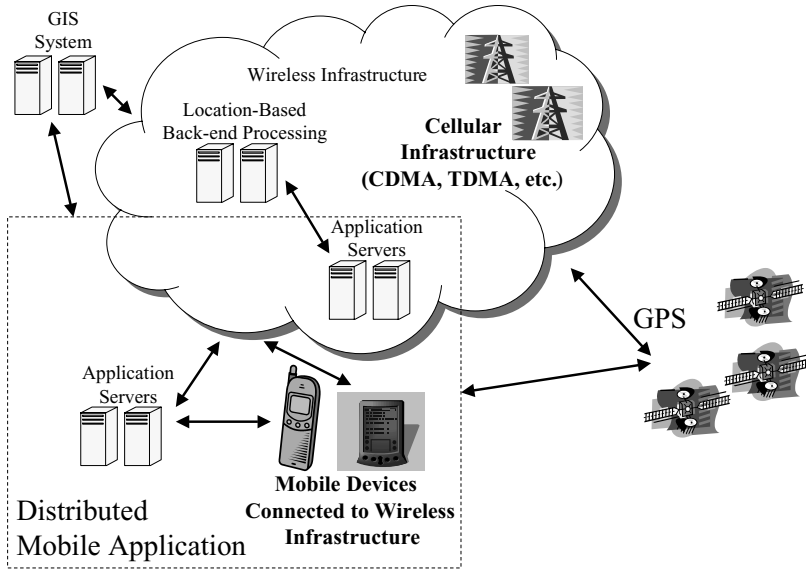 GIS
System
Wireless Infrastructure
Location-Based
Back-end Processing
Cellular
Infrastructure
(CDMA, TDMA, etc.)
Application
Servers
GPS
Application
Servers
Mobile Devices
Connected to Wireless
Infrastructure
Distributed
Mobile Application